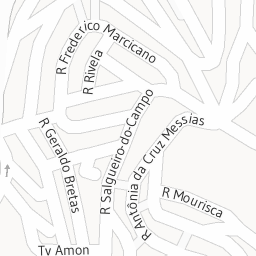 R Frederico Marcicano
R Rivela
R Geraldo Bretas
R Salgueiro-do-Campo
R Antônia da Cruz Messias
R Mourisca
Tv Amon